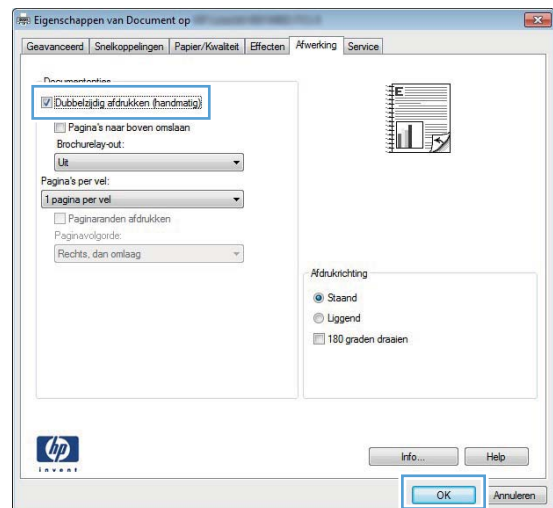 Eigenschappen van Document op
Geavanceerd Snelkoppelingen Papier/Kwaliteit Effecten Afwerking Service
Documentopties
Dubbelzijdig afdrukken (handmatig)
Pagina's naar boven omslaan
Brochurelay-out:
Uit
Pagina's per vel:
1 pagina per vel
Paginaranden afdrukken
Paginavolgorde:
Rechts, dan omlaag
E
Afdrukrichting
Staand
Liggend
180 graden draaien
hp
invent
Info... Help
OK Annuleren